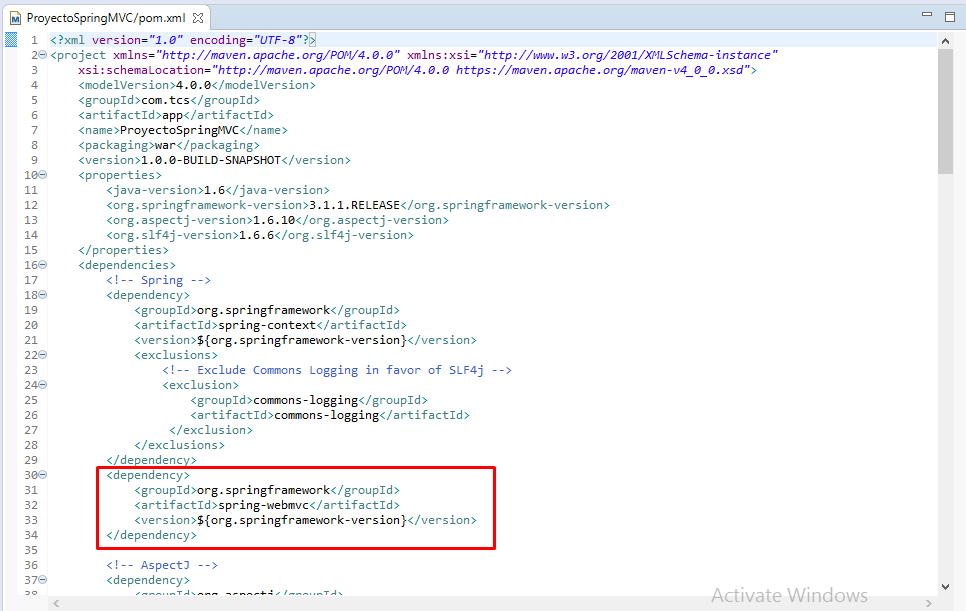 ProyectoSpringMVC/pom.xml
1 <?xml version="1.0" encoding="UTF-8"?>
2 <project xmlns="http://maven.apache.org/POM/4.0.0" xmlns:xsi="http://www.w3.org/2001/XMLSchema-instance"
3 xsi:schemaLocation="http://maven.apache.org/POM/4.0.0 https://maven.apache.org/maven-v4_0_0.xsd">
4 <modelVersion>4.0.0</modelVersion>
5 <groupId>com.tcs</groupId>
6 <artifactId>app</artifactId>
7 <name>ProyectoSpringMVC</name>
8 <packaging>war</packaging>
9 <version>1.0.0-BUILD-SNAPSHOT</version>
10 <properties>
11 <java-version>1.6</java-version>
12 <org.springframework-version>3.1.1.RELEASE</org.springframework-version>
13 <org.aspectj-version>1.6.10</org.aspectj-version>
14 <org.slf4j-version>1.6.6</org.slf4j-version>
15 </properties>
16 <dependencies>
17 <!-- Spring -->
18 <dependency>
19 <groupId>org.springframework</groupId>
20 <artifactId>spring-context</artifactId>
21 <version>${org.springframework-version}</version>
22 <exclusions>
23 <!-- Exclude Commons Logging in favor of SLF4j -->
24 <exclusion>
25 <groupId>commons-logging</groupId>
26 <artifactId>commons-logging</artifactId>
27 </exclusion>
28 </exclusions>
29 </dependency>
30 <dependency>
31 <groupId>org.springframework</groupId>
32 <artifactId>spring-webmvc</artifactId>
33 <version>${org.springframework-version}</version>
34 </dependency>
35
36 <!-- AspectJ -->
37 <dependency>
38 <groupId>org.aspectj</groupId>
Activate Windows